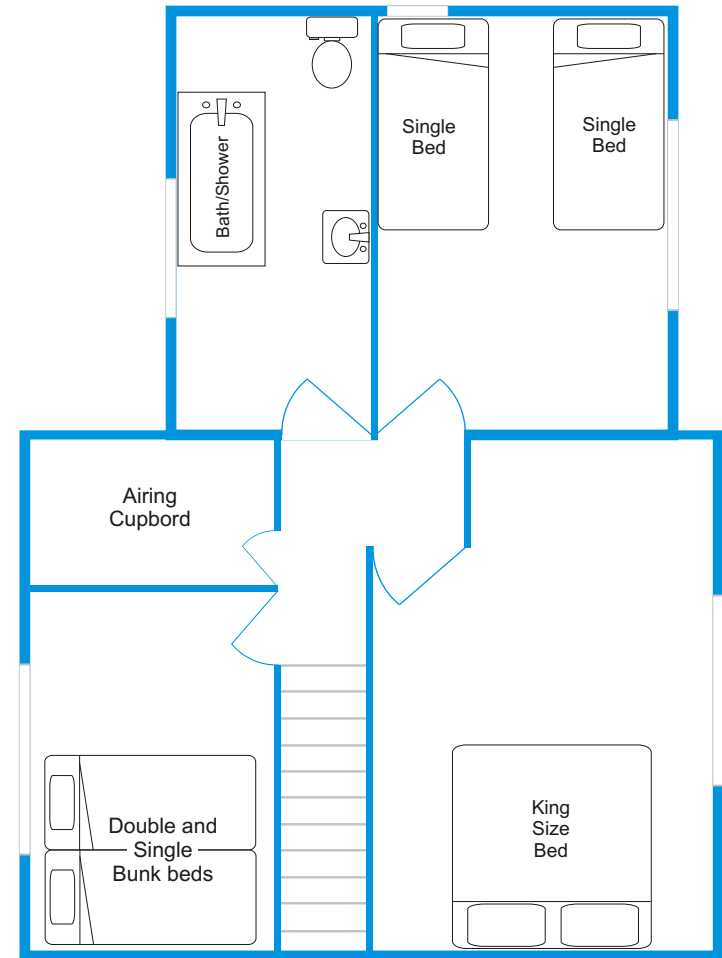 Bath/Shower
Single
Bed
Single
Bed
Airing
Cupbord
Double and
Single
Bunk beds
King
Size
Bed